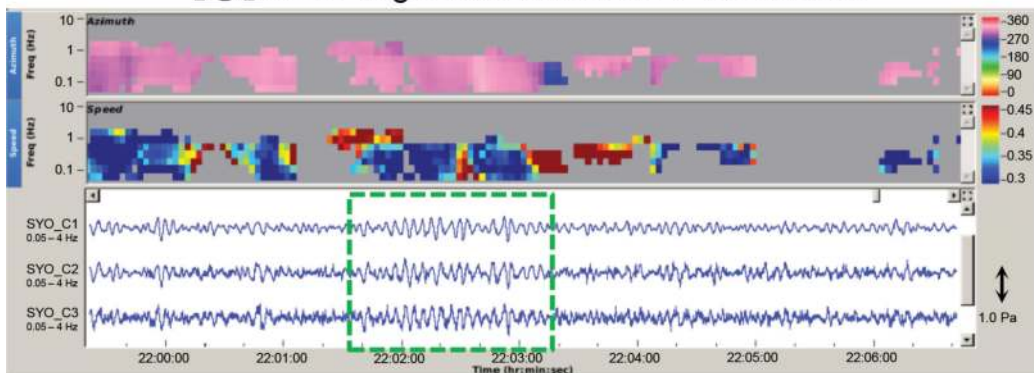 10
Azimuth
Azimuth
Freq (Hz)
1
0.1
360
270
180
90
0
10
Speed
Speed
Freq (Hz)
1
0.1
0.45
0.4
0.35
0.3
SYO_C1
0.05 – 4 Hz
SYO_C2
0.05 – 4 Hz
SYO_C3
0.05 – 4 Hz
1.0 Pa
22:00:00 22:01:00 22:02:00 22:03:00 22:04:00 22:05:00 22:06:00
Time (hr:min:sec)